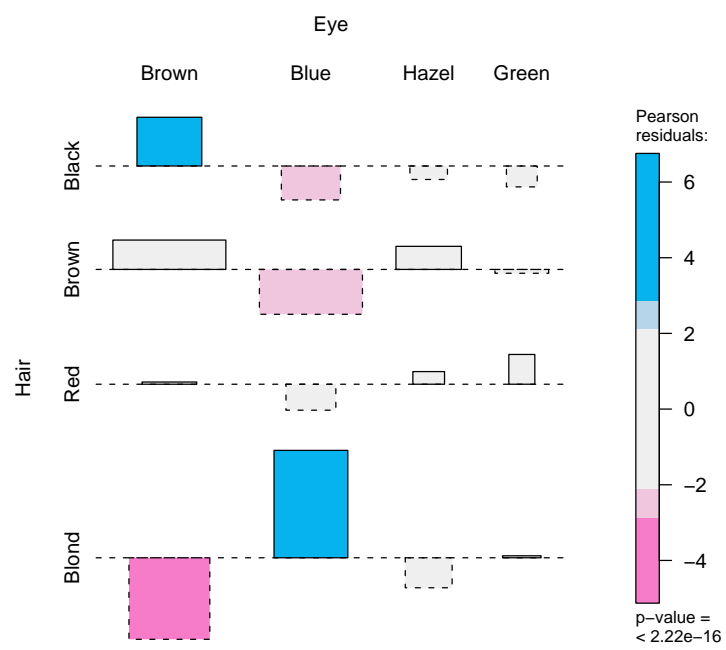 Eye
Brown Blue Hazel Green
Hair
Black
Brown
Red
Blond
Pearson
residuals:
6
4
2
0
−2
−4
p−value =
< 2.22e−16